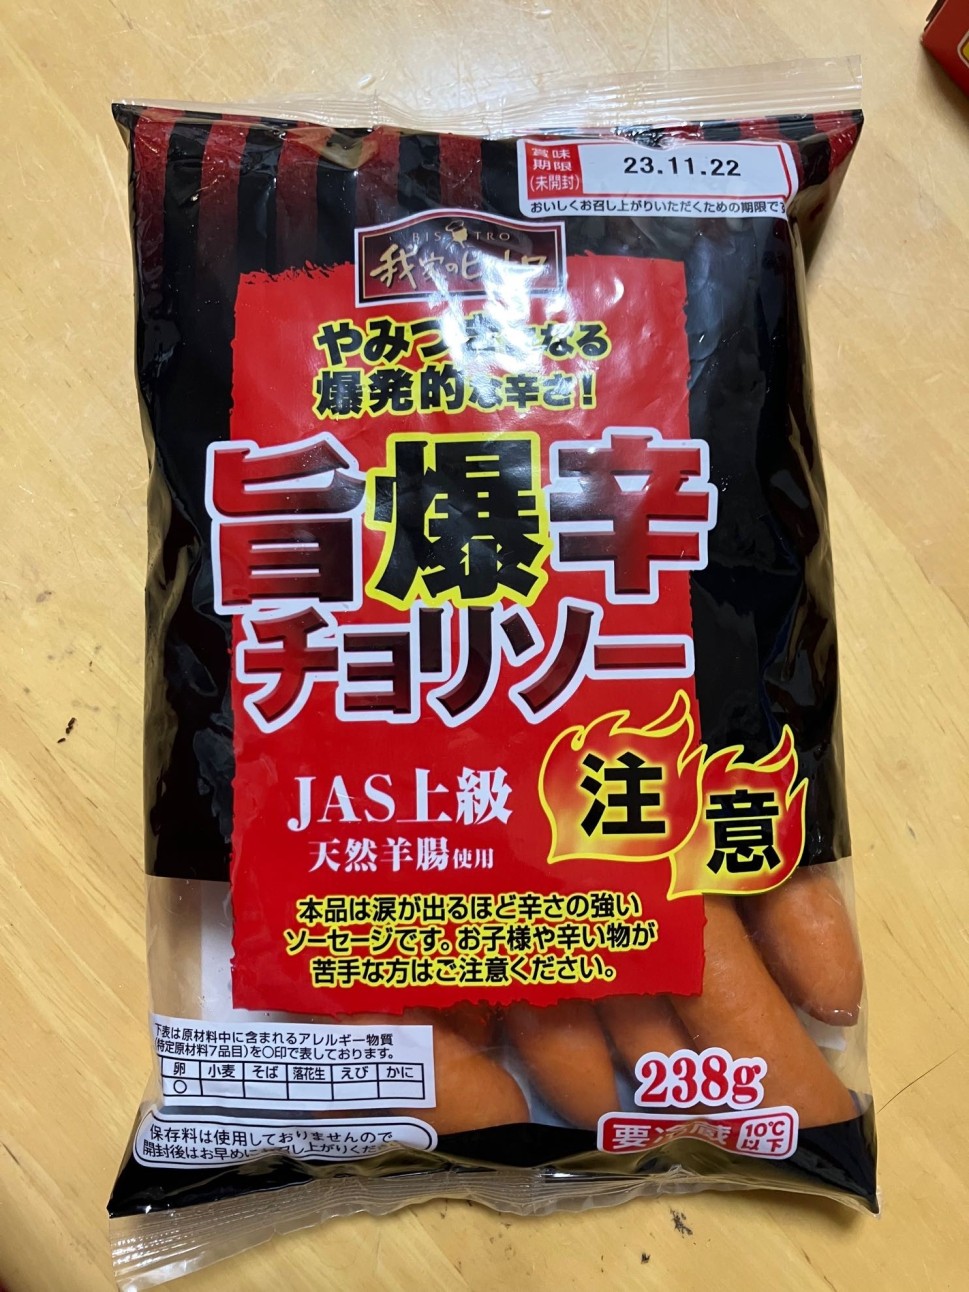 賞味
期限
(未開封)
23.11.22
おいしくお召し上がりいただくための期限で
BISTRO
我家の
やみつ なる
爆発的な辛さ!
旨爆辛
チョリソー
JAS上級
天然羊腸使用
注意
本品は涙が出るほど辛さの強い
ソーセージです。お子様や辛い物が
苦手な方はご注意ください。
下表は原材料中に含まれるアレルギー物質
(特定原材料7品目)を〇印で表しております。
卵 小麦 そば 落花生 えび かに
〇
保存料は使用しておりませんので
開封後はお早めに 召し上がりくだ
238g
要冷蔵 10℃以下